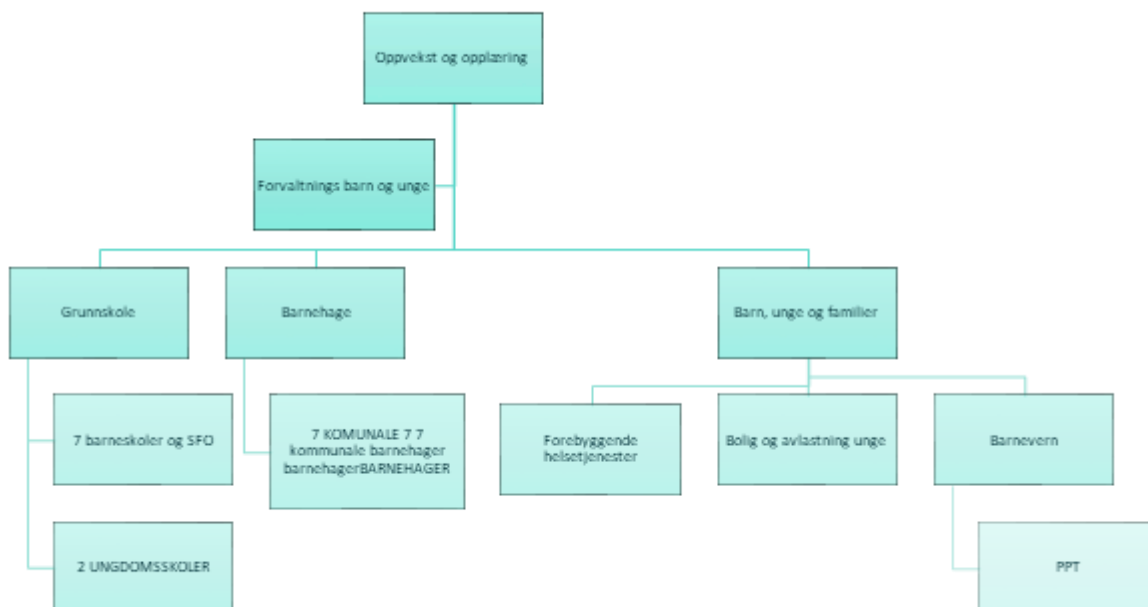 Oppvekst og opplæring
Forvaltnings barn og unge
Grunnskole
Barnehage
Barn, unge og familier
7 barneskoler og SFO
7 KOMUNALE 7 7
kommunale barnehager
barnehagerBARNEHAGER
Forebyggende
helsetjenester
Bolig og avlastning unge
Barnevern
2 UNGDOMSSKOLER
PPT